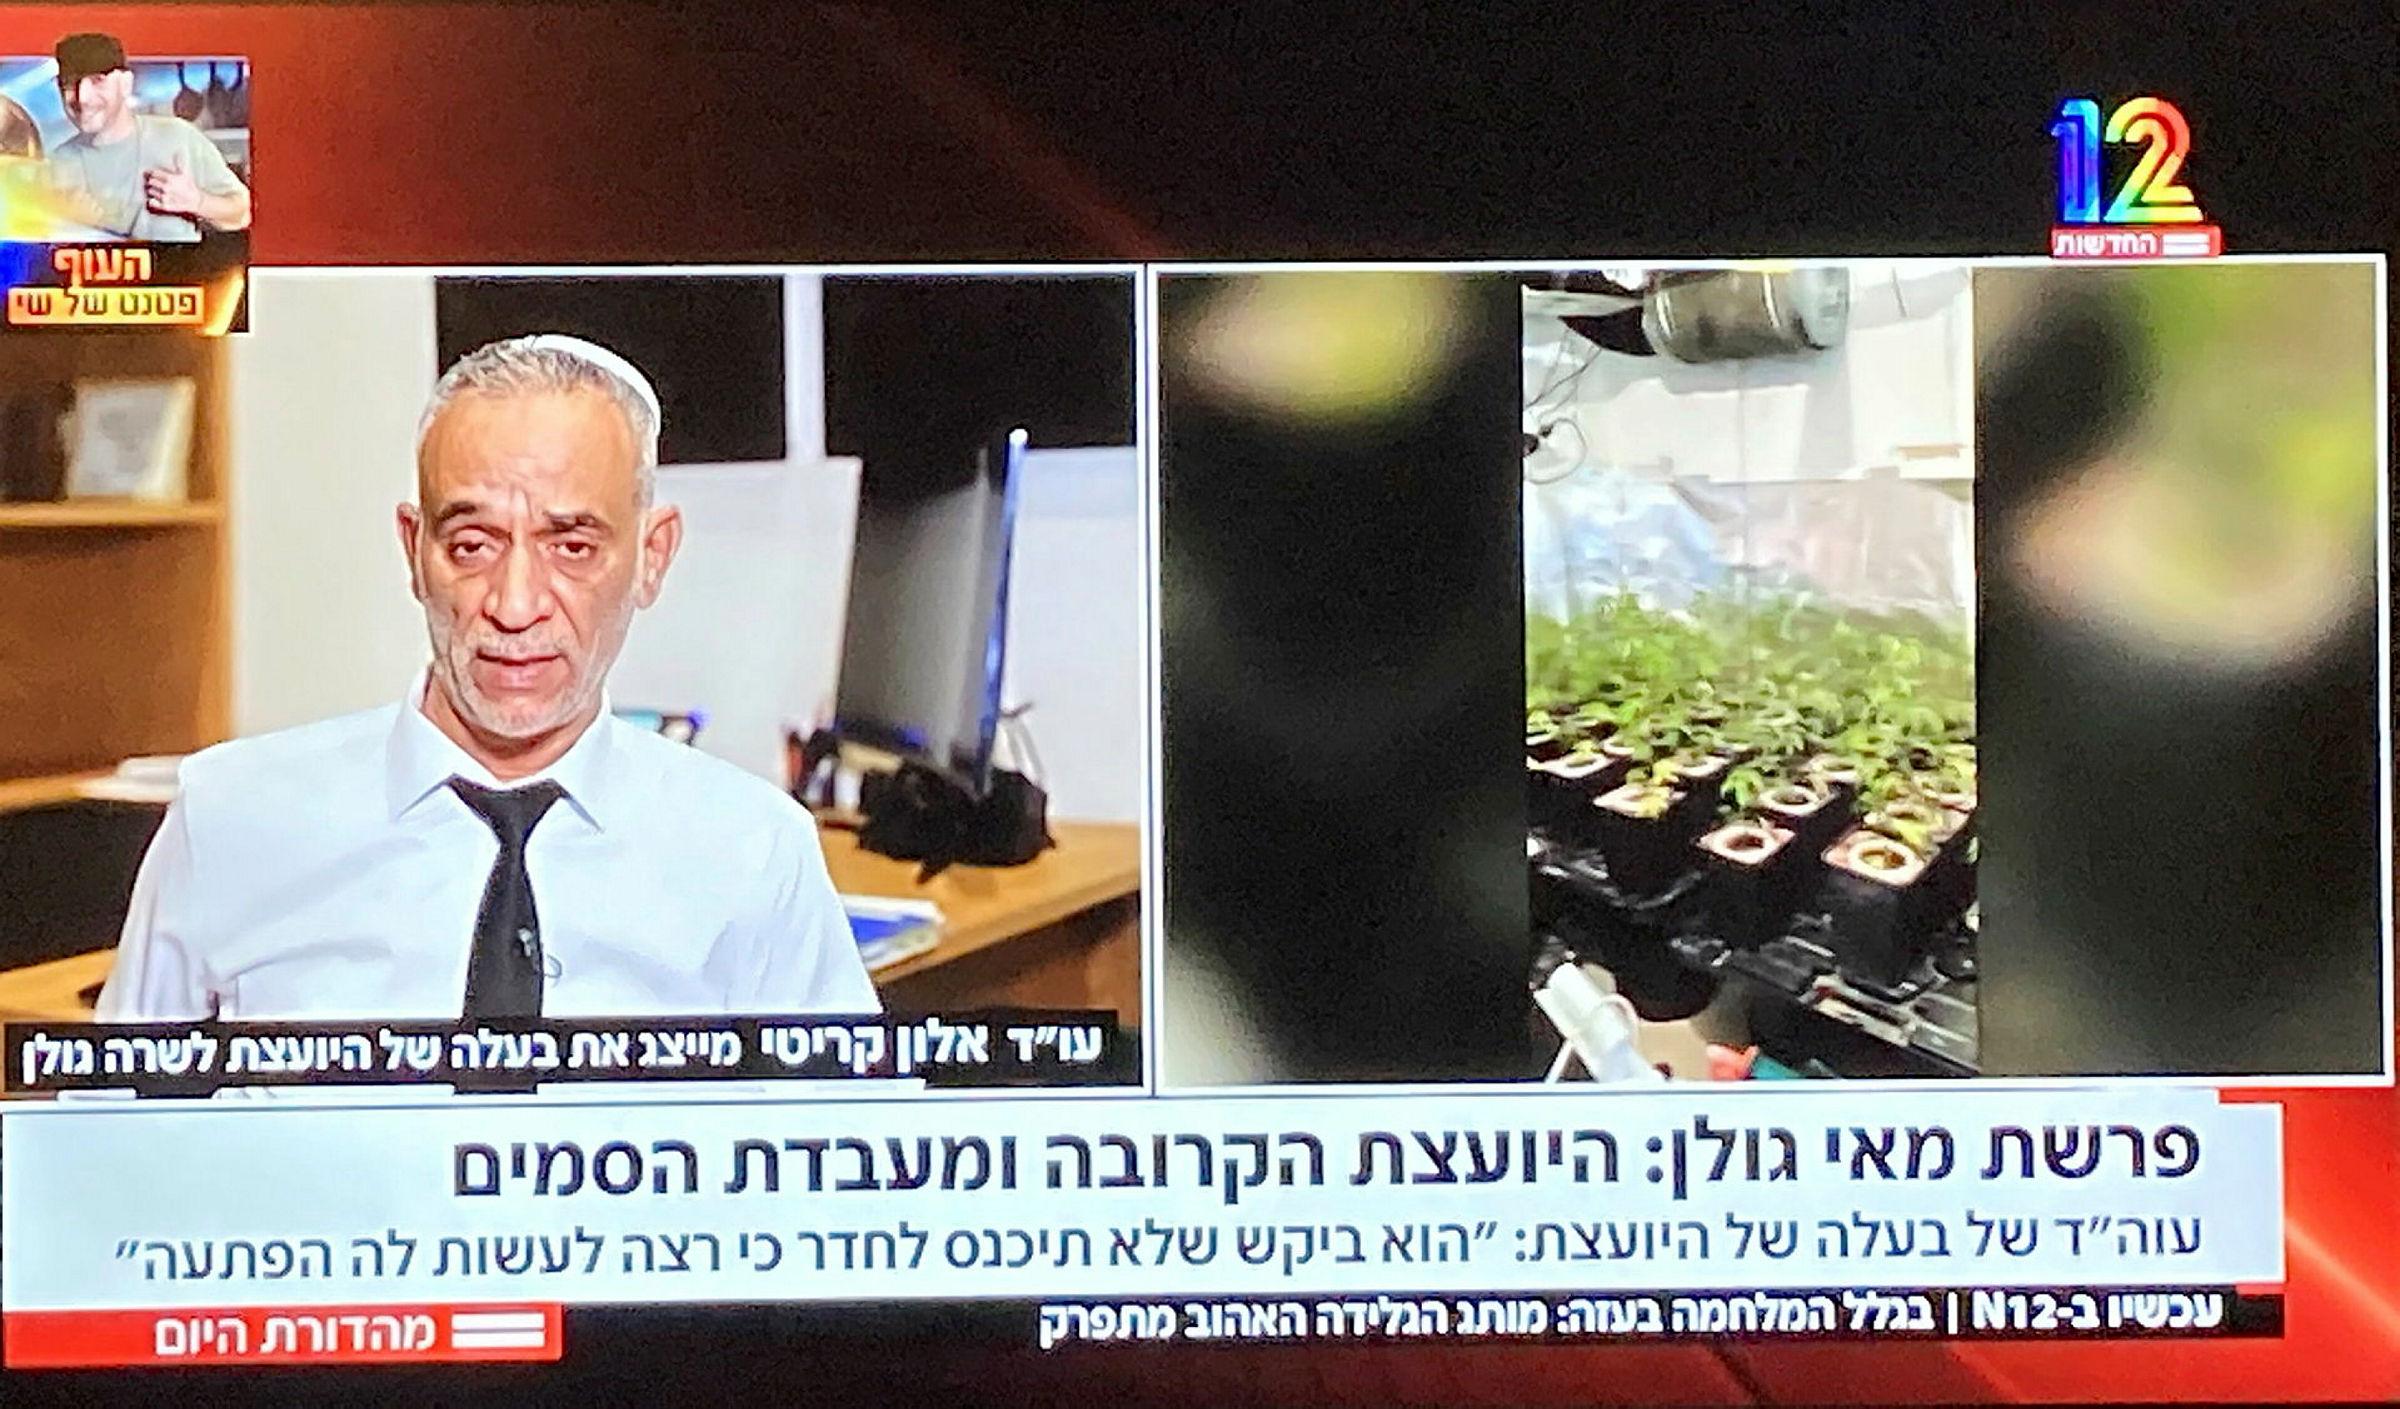 12
החדשות
העוף
פטנט של שי
עו"ד אלון קריטי מייצג את בעלה של היועצת לשרה גולן
פרשת מאי גולן: היועצת הקרובה ומעבדת הסמים
עוה"ד של בעלה של היועצת: "הוא ביקש שלא תיכנס לחדר כי רצה לעשות לה הפתעה"
עכשיו ב-N12 | בגלל המלחמה בעזה: מותג הגלידה האהוב מתפרק
מהדורת היום